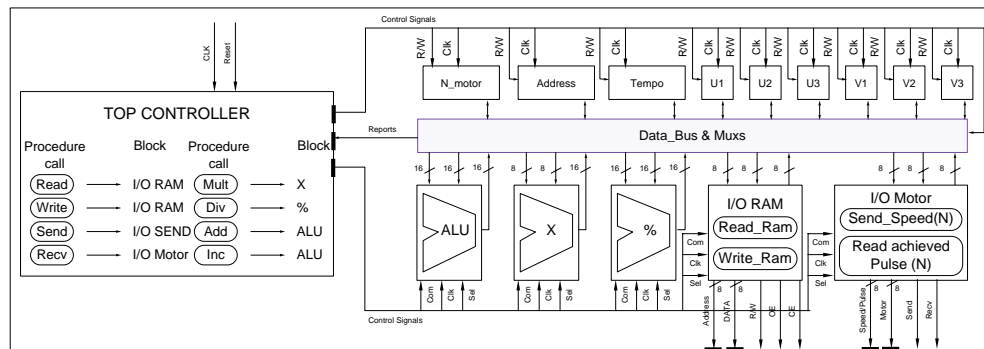 Control Signals
CLK
Reset
R/W Clk R/W Clk R/W Clk R/W Clk R/W Clk R/W Clk R/W Clk R/W Clk R/W Clk
N_motor Address Tempo U1 U2 U3 V1 V2 V3
TOP CONTROLLER
Reports
Data_Bus & Muxs
Procedure call Block Procedure call Block
Read I/O RAM Mult X
Write I/O RAM Div %
Send I/O SEND Add ALU
Recv I/O Motor Inc ALU
16 16 16 8 8 16 8 8 16 8 8 8 8 8 8
ALU
X
%
I/O RAM
Read_Ram
Write_Ram
I/O Motor
Send_Speed(N)
Read achieved
Pulse (N)
Com
Clk
Sel
Com
Clk
Sel
Com Clk Sel Com Clk Sel Com Clk Sel
Control Signals
8 8 8 8
Address DATA R/W OE CE
Speed/Pulse Motor Send Recv